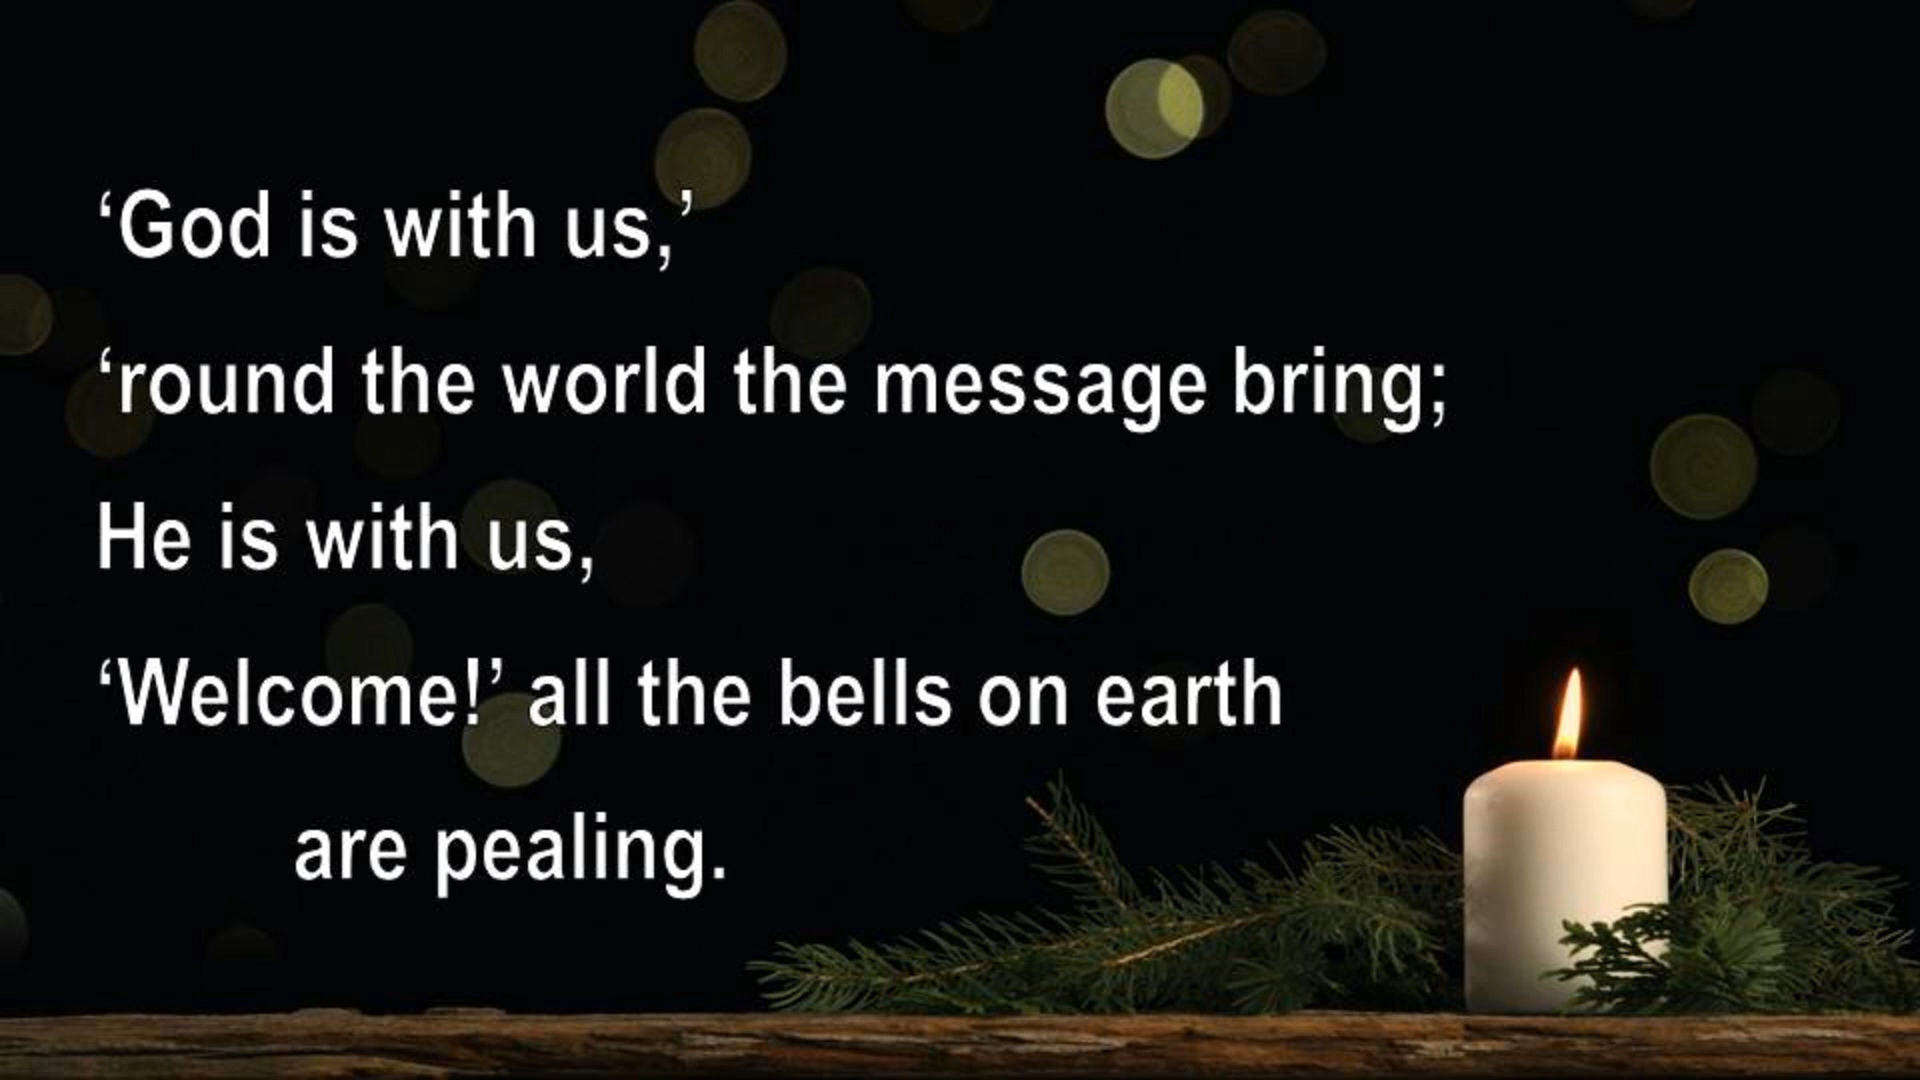 ‘God is with us,’
‘round the world the message bring;
He is with us,
‘Welcome!’ all the bells on earth
are pealing.